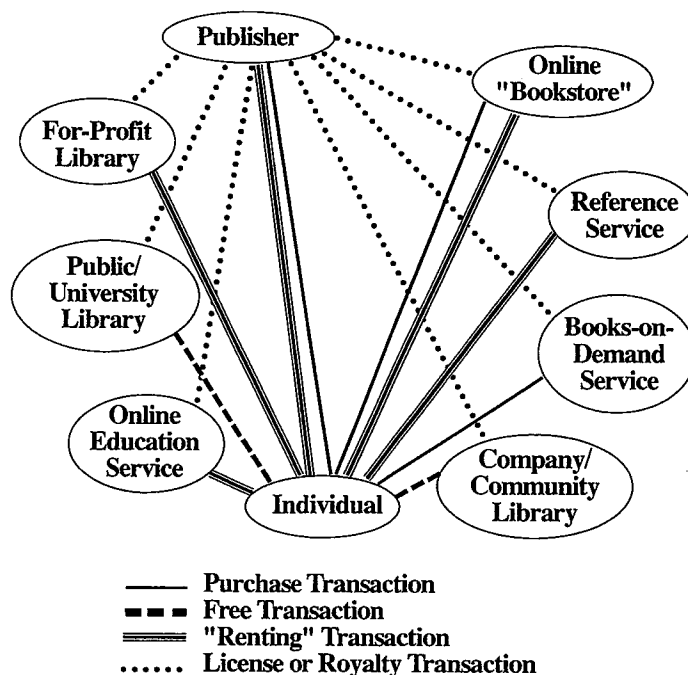 Publisher
Online
"Bookstore"
For-Profit
Library
Reference
Service
Public/
University
Library
Books-on-
Demand
Service
Online
Education
Service
Company/
Community
Library
Individual
Purchase Transaction
Free Transaction
"Renting" Transaction
License or Royalty Transaction